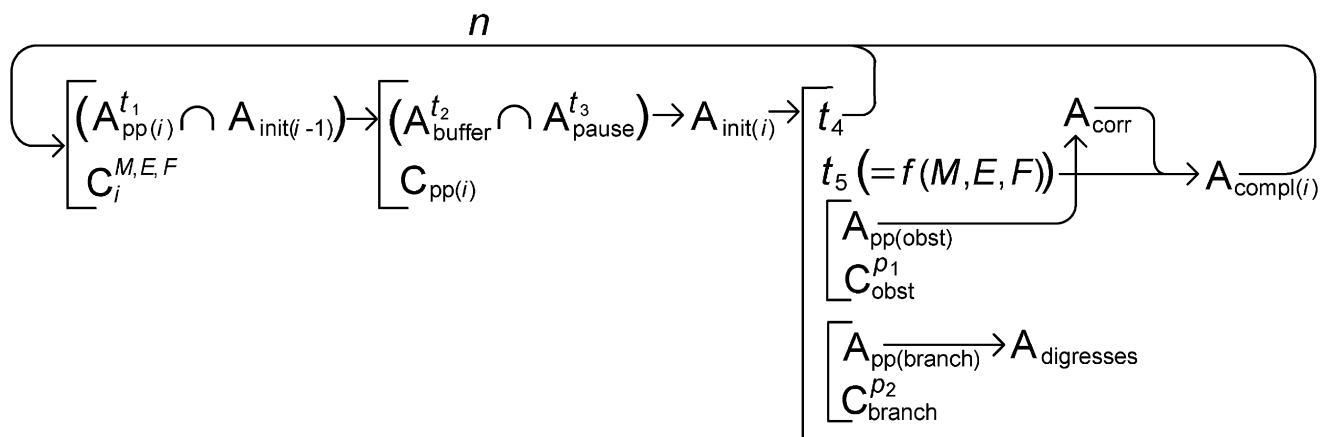 n
(A^{t_1}_{pp(i)} ∩ A_{init(i-1)}) → (A^{t_2}_{buffer} ∩ A^{t_3}_{pause}) → A_{init(i)} → t_4
A_{corr}
C_i^{M,E,F} C_{pp(i)} t_5 (= f(M,E,F)) → A_{compl(i)}
A_{pp(obst)}
C^{p_1}_{obst}
A_{pp(branch)} → A_{digresses}
C^{p_2}_{branch}